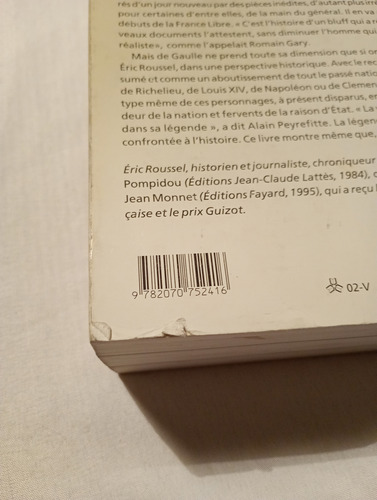 rés d'un jour nouveau par des pièces inédites, d'autant plus irré
pour certaines d'entre elles, de la main du général. Il en va
débuts de la France Libre. « C'est l'histoire d'un bluff qui a r
veaux documents l'attestent, sans diminuer l'homme qui
réaliste», comme l'appelait Romain Gary.
Mais de Gaulle ne prend toute sa dimension que si or
Éric Roussel, dans une perspective historique. Avec le rec
sumé et comme un aboutissement de tout le passé nation
de Richelieu, de Louis XIV, de Napoléon ou de Clemen
type même de ces personnages, à présent disparus, en
deur de la nation et fervents de la raison d'État. « La
dans sa légende », a dit Alain Peyrefitte. La légend
confrontée à l'histoire. Ce livre montre même que,
Éric Roussel, historien et journaliste, chroniqueur
Pompidou (Éditions Jean-Claude Lattès, 1984), d
Jean Monnet (Éditions Fayard, 1995), qui a reçu l
çaise et le prix Guizot.
9 782070 752416
02-V